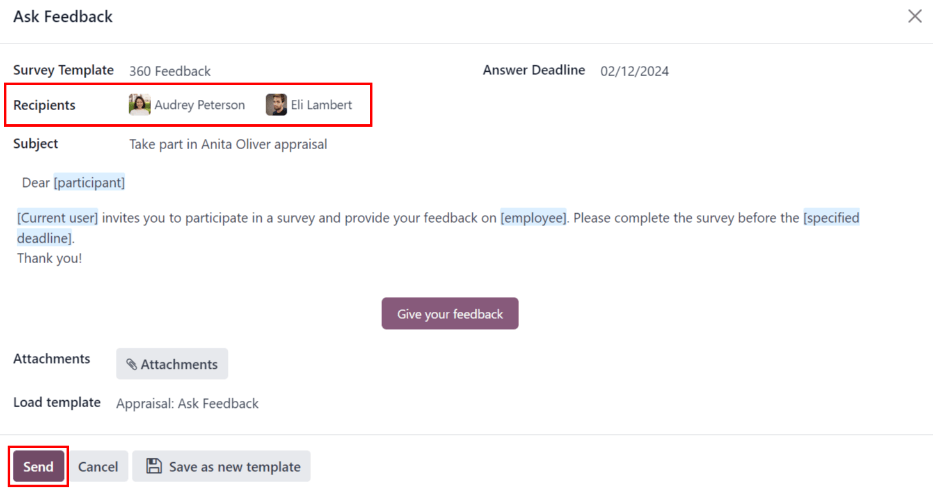 Ask Feedback
Survey Template 360 Feedback Answer Deadline 02/12/2024
Recipients Audrey Peterson Eli Lambert
Subject Take part in Anita Oliver appraisal
Dear [participant]
[Current user] invites you to participate in a survey and provide your feedback on [employee]. Please complete the survey before the [specified
deadline].
Thank you!
Give your feedback
Attachments Attachments
Load template Appraisal: Ask Feedback
Send Cancel Save as new template